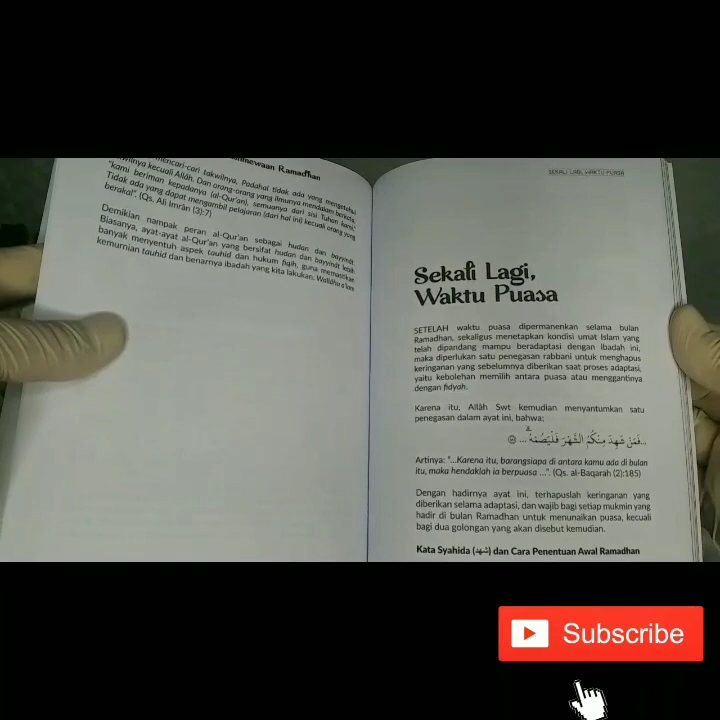 Ramadhan
mencari-cari takwilnya, Padahal tidak ada yang mengetahui
kecuali Allâh. Dan orang-orang yang ilmunya mendalam berkata,
"kami beriman kepadanya (al-Qur'an), semuanya dari sisi Tuhan kami."
Tidak ada yang dapat mengambil pelajaran (dari hal ini) kecuali orang yang
berakal". (Qs. Ali Imrân (3):7)
Demikian nampak peran al-Qur'an sebagai hudan dan bayyinât.
Biasanya, ayat-ayat al-Qur'an yang bersifat hudan dan bayyinât lebih
banyak menyentuh aspek tauhid dan hukum fiqih, guna memastikan
kemurnian tauhid dan benarnya ibadah yang kita lakukan. Wallâhu a'lam
SEKALI LAGI, WAKTU PUASA
Sekali Lagi,
Waktu Puasa
SETELAH waktu puasa dipermanenkan selama bulan
Ramadhan, sekaligus menetapkan kondisi umat Islam yang
telah dipandang mampu beradaptasi dengan ibadah ini,
maka diperlukan satu penegasan rabbani untuk menghapus
keringanan yang sebelumnya diberikan saat proses adaptasi,
yaitu kebolehan memilih antara puasa atau menggantinya
dengan fidyah.
Karena itu, Allâh Swt kemudian menyantumkan satu
penegasan dalam ayat ini, bahwa:
...فَمَنْ شَهِدَ مِنْكُمُ الشَّهْرَ فَلْيَصُمْهُ ۗ ...
Artinya: "...Karena itu, barangsiapa di antara kamu ada di bulan
itu, maka hendaklah ia berpuasa ...". (Qs. al-Baqarah (2):185)
Dengan hadirnya ayat ini, terhapuslah keringanan yang
diberikan selama adaptasi, dan wajib bagi setiap mukmin yang
hadir di bulan Ramadhan untuk menunaikan puasa, kecuali
bagi dua golongan yang akan disebut kemudian.
Kata Syahida (شهد) dan Cara Penentuan Awal Ramadhan
Subscribe